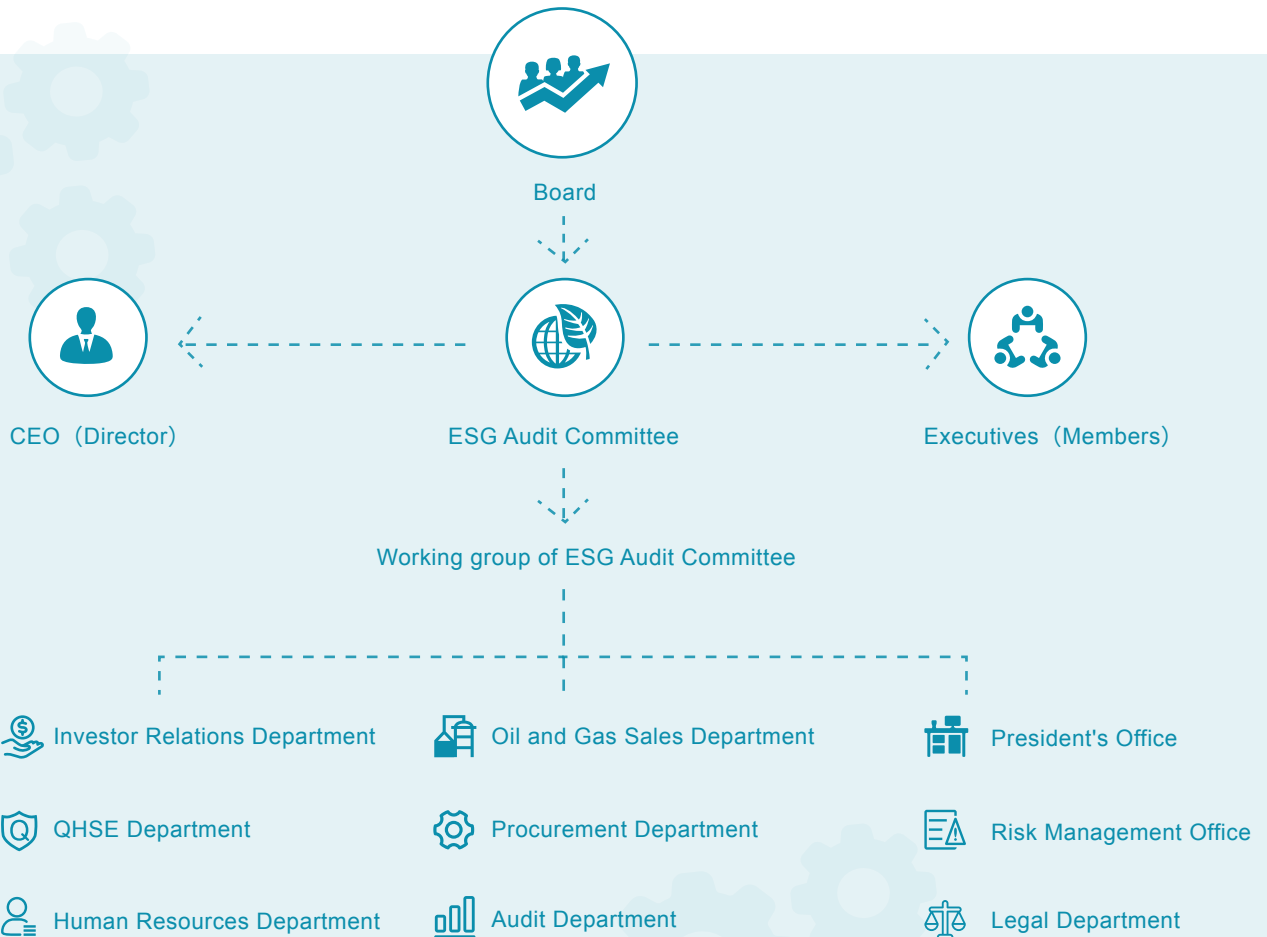 Board
CEO（Director）
ESG Audit Committee
Executives（Members）
Working group of ESG Audit Committee
Investor Relations Department
Oil and Gas Sales Department
President's Office
QHSE Department
Procurement Department
Risk Management Office
Human Resources Department
Audit Department
Legal Department